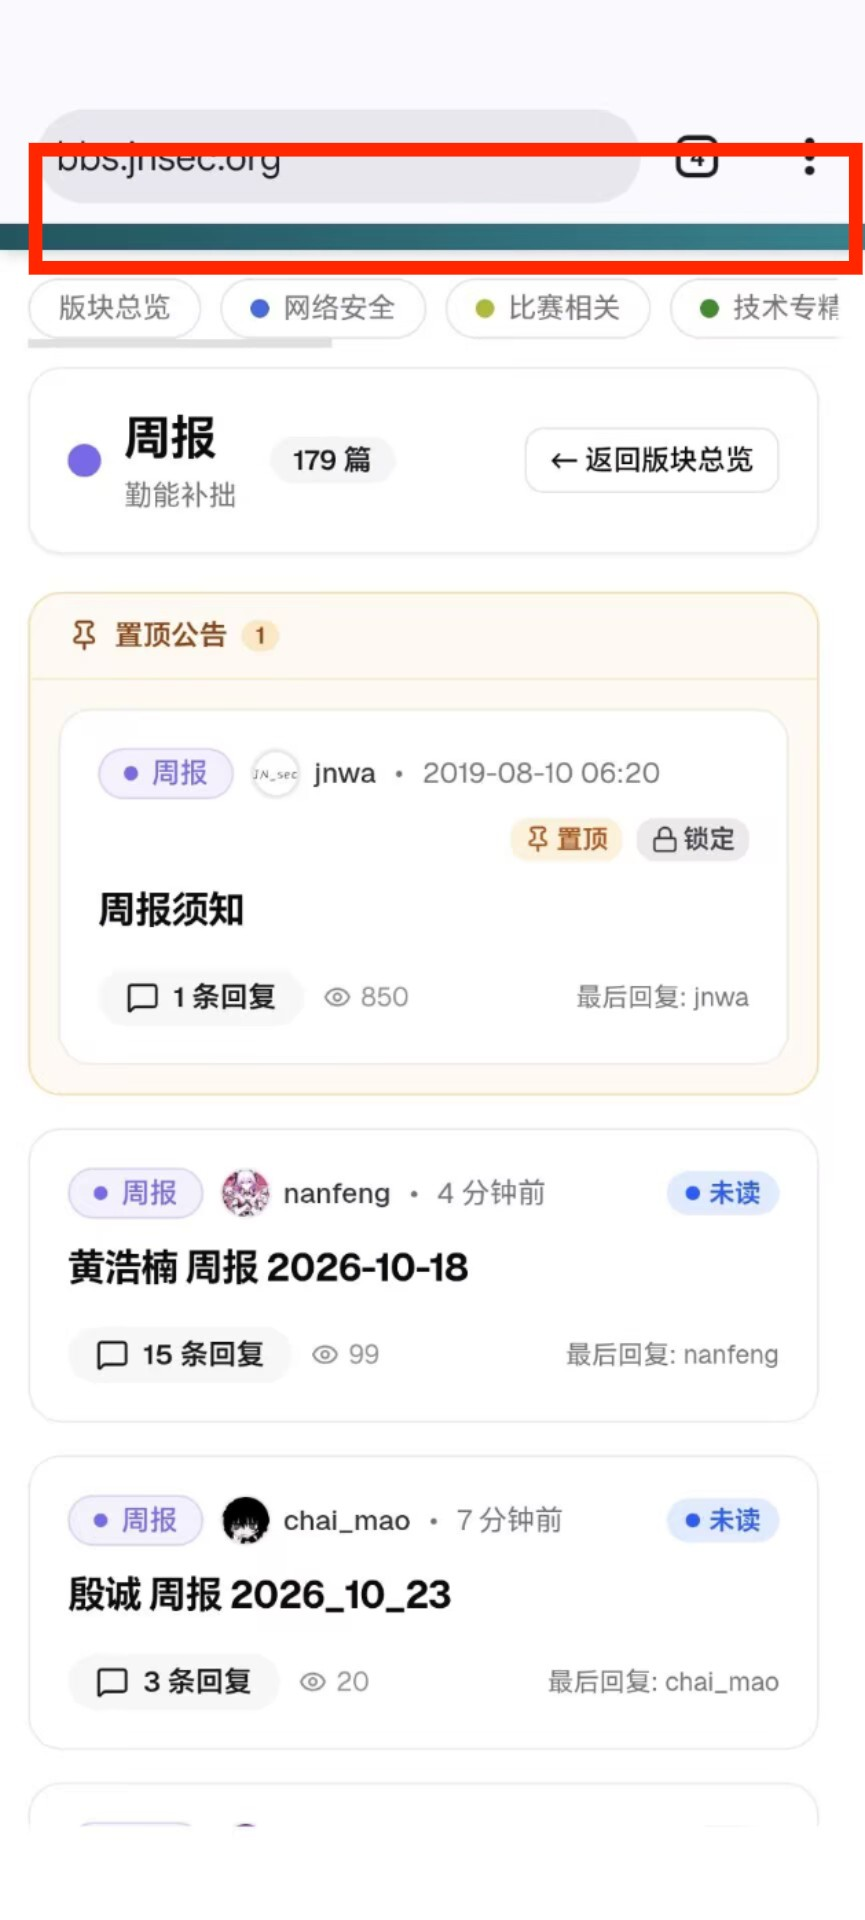 bbs.jnsec.org
4
版块总览 网络安全 比赛相关 技术专精
周报
179 篇
← 返回版块总览
勤能补拙
置顶公告 1
周报 JN_sec jnwa • 2019-08-10 06:20
置顶 锁定
周报须知
1 条回复 850 最后回复: jnwa
周报 nanfeng • 4 分钟前 未读
黄浩楠 周报 2026-10-18
15 条回复 99 最后回复: nanfeng
周报 chai_mao • 7 分钟前 未读
殷诚 周报 2026_10_23
3 条回复 20 最后回复: chai_mao